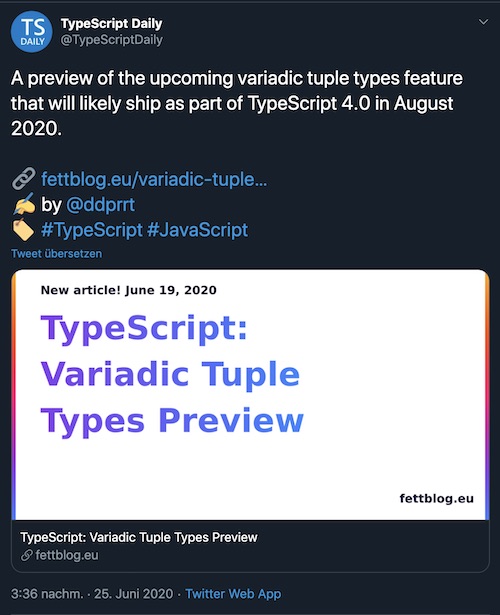 TS
DAILY
TypeScript Daily
@TypeScriptDaily
A preview of the upcoming variadic tuple types feature
that will likely ship as part of TypeScript 4.0 in August
2020.
🔗 fettblog.eu/variadic-tuple...
✍️ by @ddprrt
🏷️ #TypeScript #JavaScript
Tweet übersetzen
New article! June 19, 2020
TypeScript:
Variadic Tuple
Types Preview
fettblog.eu
TypeScript: Variadic Tuple Types Preview
fettblog.eu
3:36 nachm. · 25. Juni 2020 · Twitter Web App